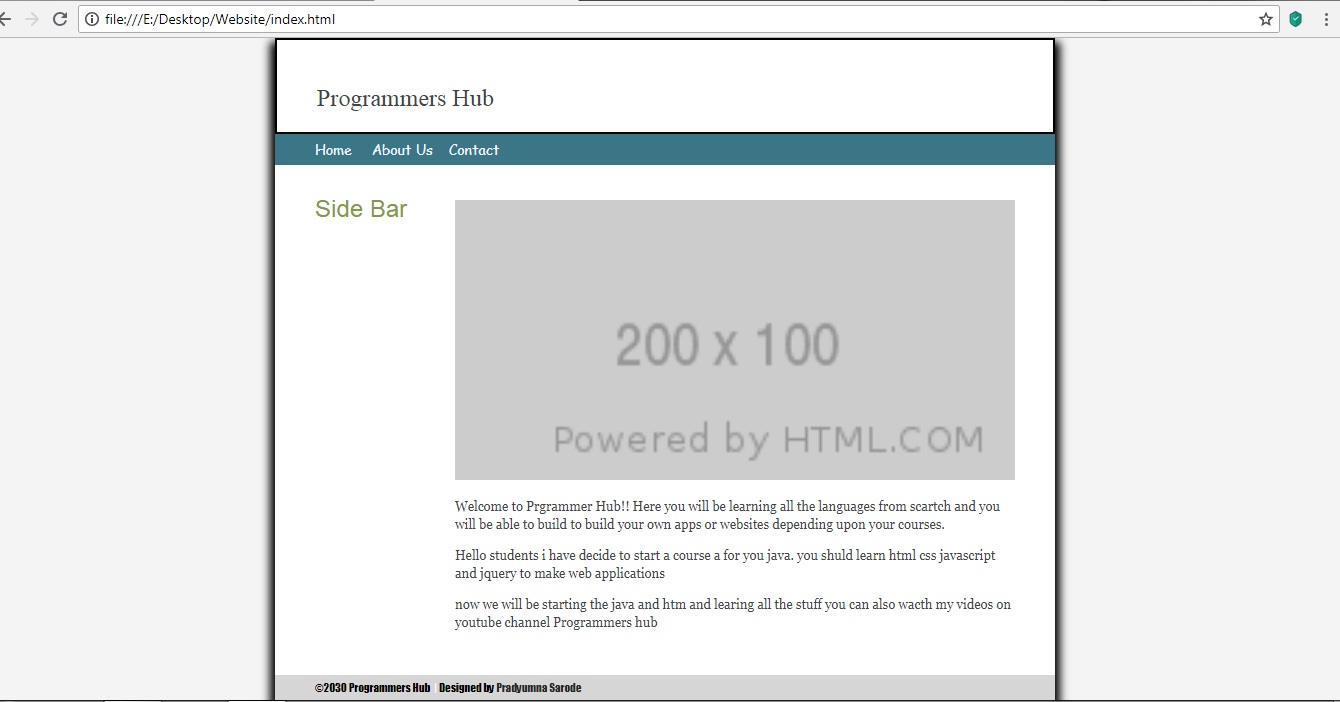 file:///E:/Desktop/Website/index.html
Programmers Hub
Home About Us Contact
Side Bar
200 x 100
Powered by HTML.COM
Welcome to Prgrammer Hub!! Here you will be learning all the languages from scartch and you
will be able to build to build your own apps or websites depending upon your courses.
Hello students i have decide to start a course a for you java. you shuld learn html css javascript
and jquery to make web applications
now we will be starting the java and htm and learing all the stuff you can also wacth my videos on
youtube channel Programmers hub
©2030 Programmers Hub | Designed by Pradyumna Sarode